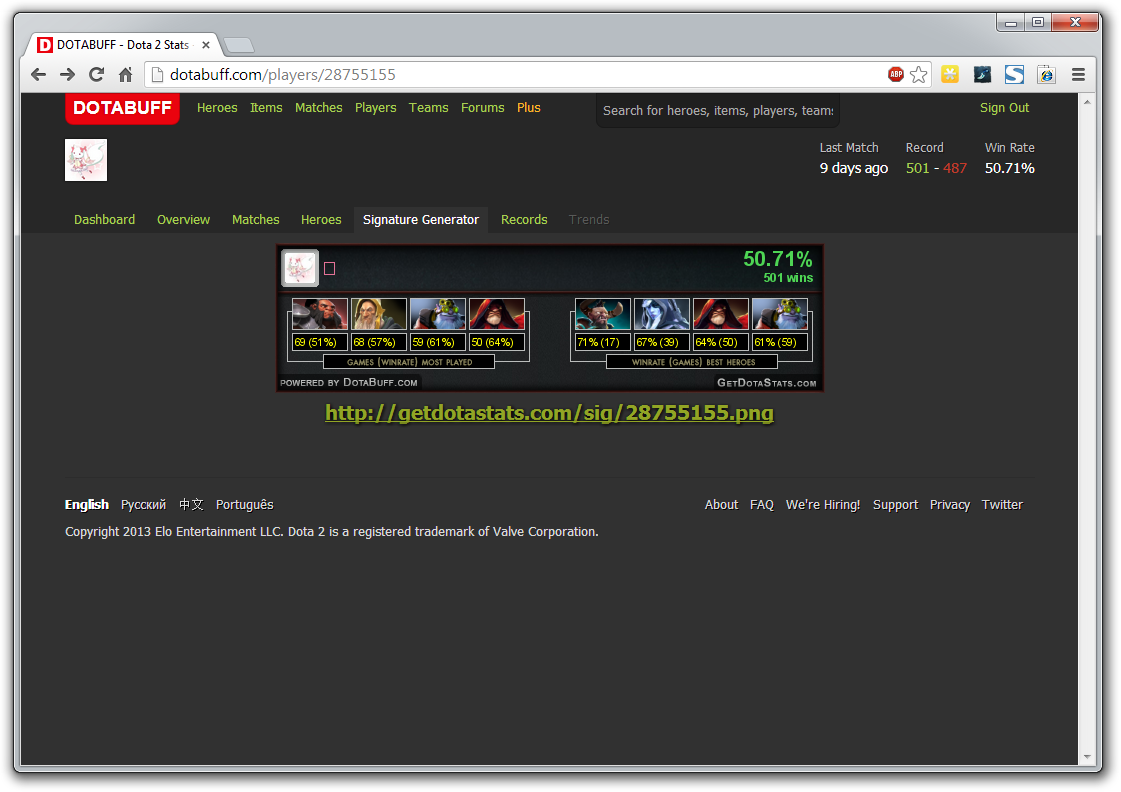 DOTABUFF - Dota 2 Stats
dotabuff.com/players/28755155
ABP
DOTABUFF Heroes Items Matches Players Teams Forums Plus Search for heroes, items, players, teams Sign Out
Last Match Record Win Rate
9 days ago 501 - 487 50.71%
Dashboard Overview Matches Heroes Signature Generator Records Trends
50.71%
501 wins
69 (51%) 68 (57%) 59 (61%) 50 (64%) 71% (17) 67% (39) 64% (50) 61% (59)
GAMES (WINRATE) MOST PLAYED WINRATE (GAMES) BEST HEROES
POWERED BY DOTABUFF.COM GETDOTASTATS.COM
http://getdotastats.com/sig/28755155.png
English Русский 中文 Português About FAQ We're Hiring! Support Privacy Twitter
Copyright 2013 Elo Entertainment LLC. Dota 2 is a registered trademark of Valve Corporation.